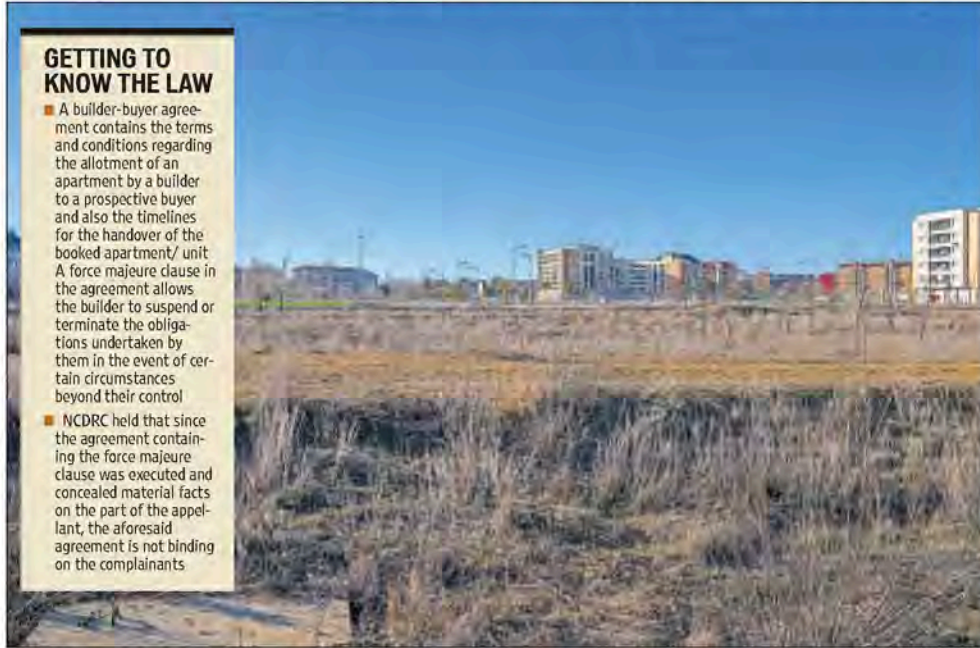 GETTING TO
KNOW THE LAW
A builder-buyer agree-
ment contains the terms
and conditions regarding
the allotment of an
apartment by a builder
to a prospective buyer
and also the timelines
for the handover of the
booked apartment/ unit
A force majeure clause in
the agreement allows
the builder to suspend or
terminate the obliga-
tions undertaken by
them in the event of cer-
tain circumstances
beyond their control
NCDRC held that since
the agreement contain-
ing the force majeure
clause was executed and
concealed material facts
on the part of the appel-
lant, the aforesaid
agreement is not binding
on the complainants